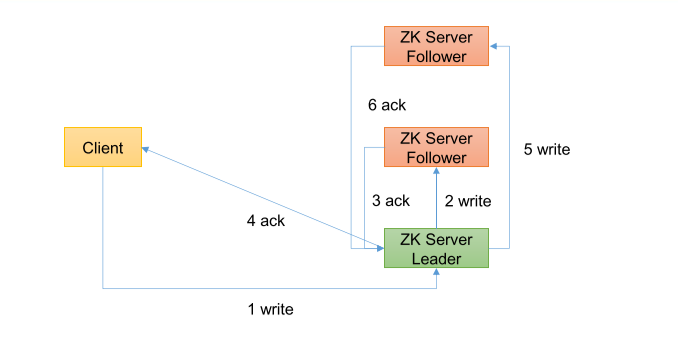 ZK Server
Follower
6 ack
ZK Server
Follower
5 write
Client
3 ack
2 write
4 ack
ZK Server
Leader
1 write